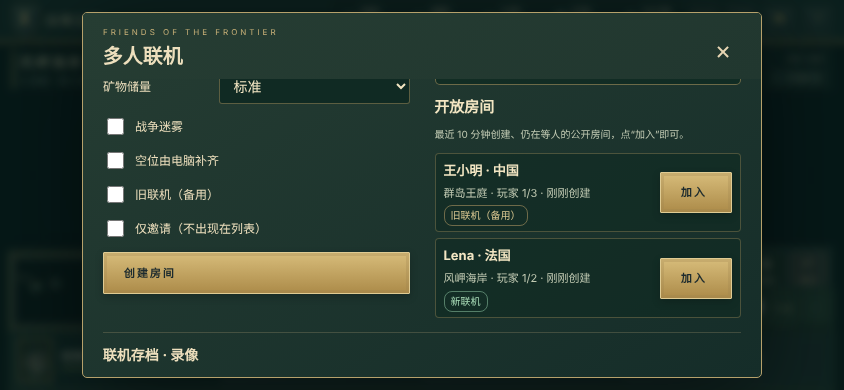 FRIENDS OF THE FRONTIER
多人联机
✕
矿物储量
标准
战争迷雾
空位由电脑补齐
旧联机（备用）
仅邀请（不出现在列表）
创建房间
开放房间
最近 10 分钟创建、仍在等人的公开房间，点“加入”即可。
王小明 · 中国
群岛王庭 · 玩家 1/3 · 刚刚创建
旧联机（备用）
加入
Lena · 法国
风岬海岸 · 玩家 1/2 · 刚刚创建
新联机
加入
联机存档 · 录像